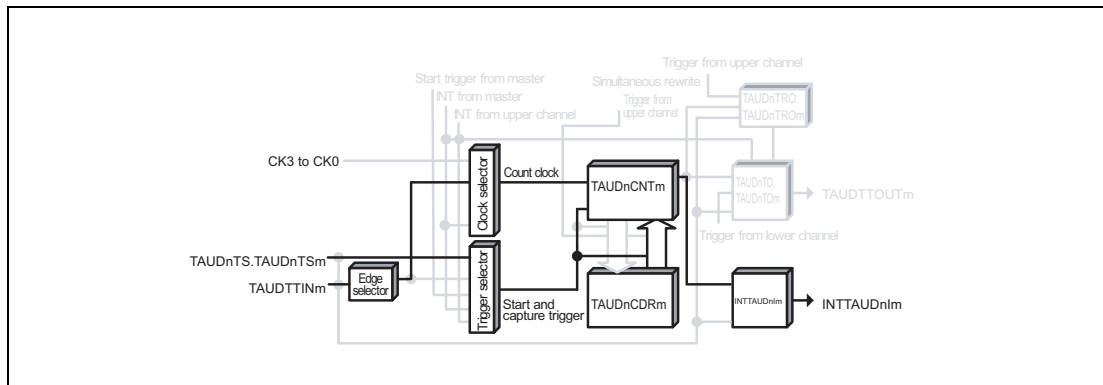 Trigger from upper channel
Start trigger from master
Simultaneous rewrite
INT from master
Trigger from
upper channel
INT from upper channel
TAUDnTRO.
TAUDnTROm
CK3 to CK0
Clock selector
Count clock
TAUDnCNTm
TAUDnTO.
TAUDnTOm
TAUDTTOUTm
Trigger from lower channel
TAUDnTS.TAUDnTSm
TAUDTTINm
Edge
selector
Trigger selector
Start and
capture trigger
TAUDnCDRm
INTTAUDnIm
INTTAUDnIm